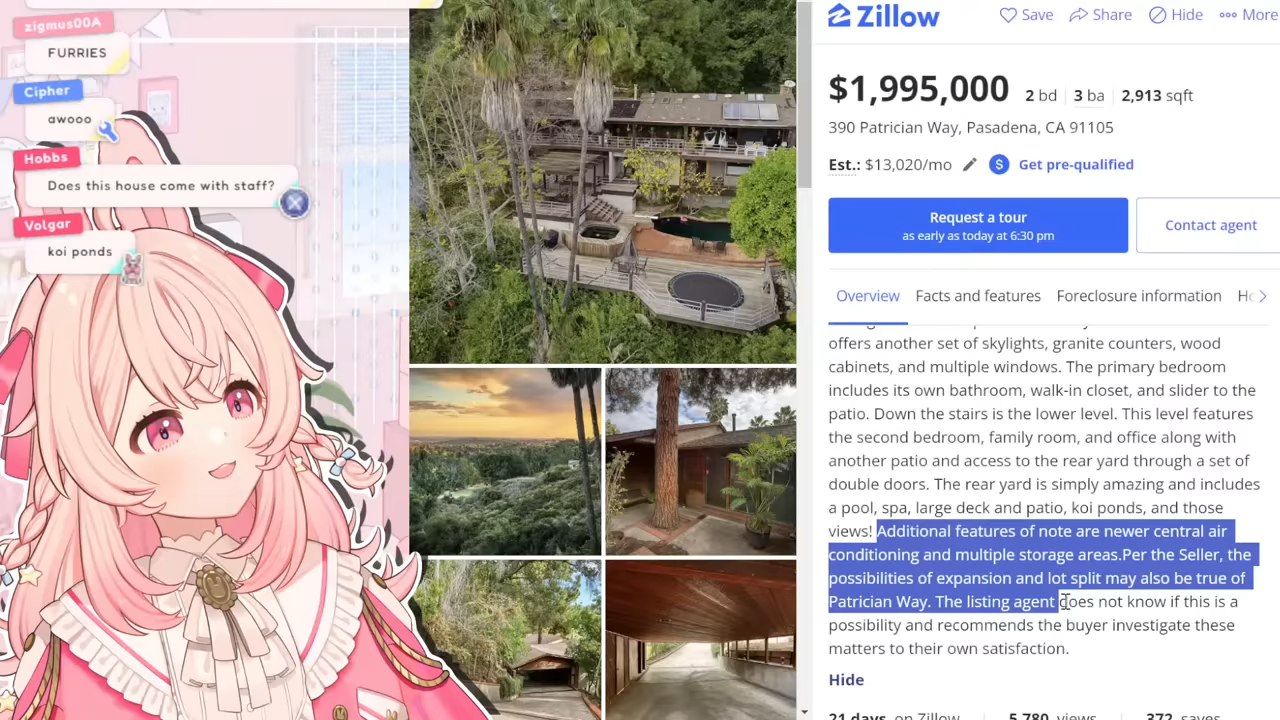 zigmus00A
FURRIES
Cipher
awooo
Hobbs
Does this house come with staff?
Volgar
koi ponds
Zillow
Save
Share
Hide
More
$1,995,000
2 bd
3 ba
2,913 sqft
390 Patrician Way, Pasadena, CA 91105
Est.: $13,020/mo
$
Get pre-qualified
Request a tour
as early as today at 6:30 pm
Contact agent
Overview
Facts and features
Foreclosure information
offers another set of skylights, granite counters, wood
cabinets, and multiple windows. The primary bedroom
includes its own bathroom, walk-in closet, and slider to the
patio. Down the stairs is the lower level. This level features
the second bedroom, family room, and office along with
another patio and access to the rear yard through a set of
double doors. The rear yard is simply amazing and includes
a pool, spa, large deck and patio, koi ponds, and those
views! Additional features of note are newer central air
conditioning and multiple storage areas.Per the Seller, the
possibilities of expansion and lot split may also be true of
Patrician Way. The listing agent does not know if this is a
possibility and recommends the buyer investigate these
matters to their own satisfaction.
Hide
21 days on Zillow
5,780 views
372 saves